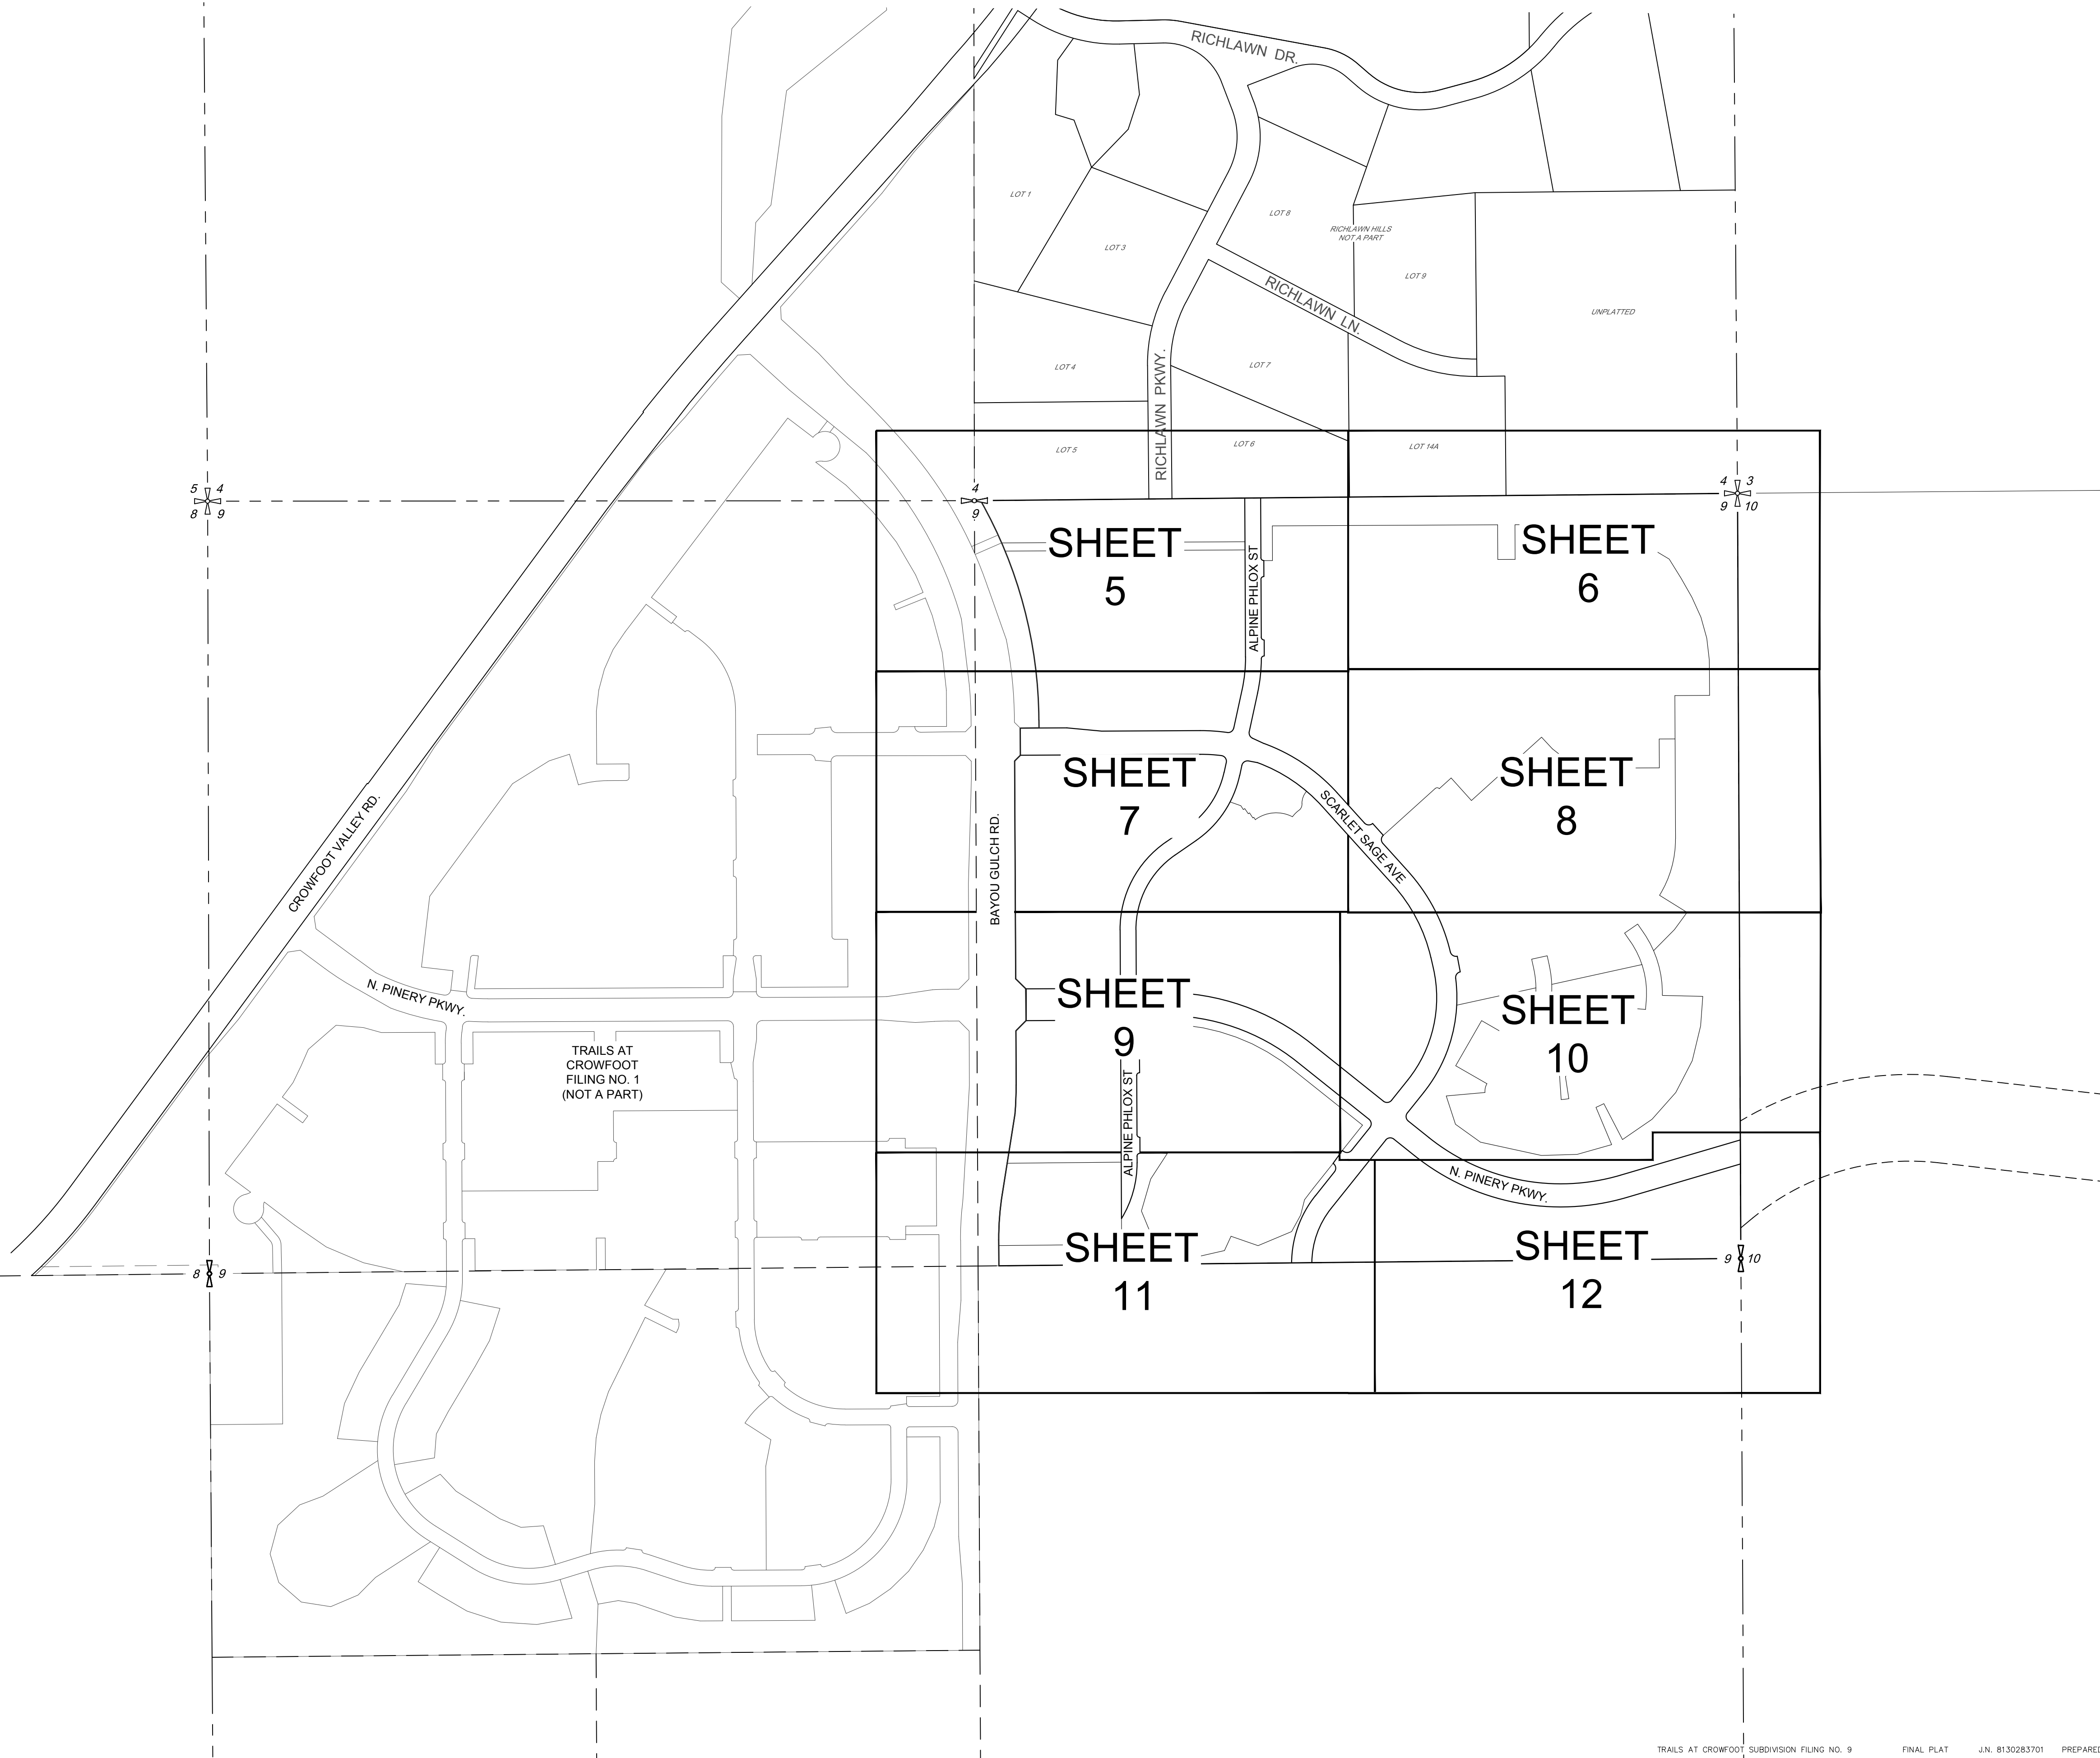 RICHLAWN DR.
LOT 1
LOT 8
RICHLAWN HILLS
NOT A PART
LOT 3
LOT 9
RICHLAWN LN.
UNPLATTED
LOT 4
LOT 7
RICHLAWN PKWY.
LOT 5
LOT 6
LOT 14A
5 4
8 9
4
9
4 3
9 10
SHEET
5
SHEET
6
ALPINE PHLOX ST
SHEET
7
SHEET
8
SCARLET SAGE AVE
CROWFOOT VALLEY RD.
BAYOU GULCH RD.
N. PINERY PKWY.
SHEET
9
SHEET
10
TRAILS AT
CROWFOOT
FILING NO. 1
(NOT A PART)
ALPINE PHLOX ST
N. PINERY PKWY.
8 9
SHEET
11
SHEET
12
9 10
TRAILS AT CROWFOOT SUBDIVISION FILING NO. 9 FINAL PLAT J.N. 8130283701 PREPARED